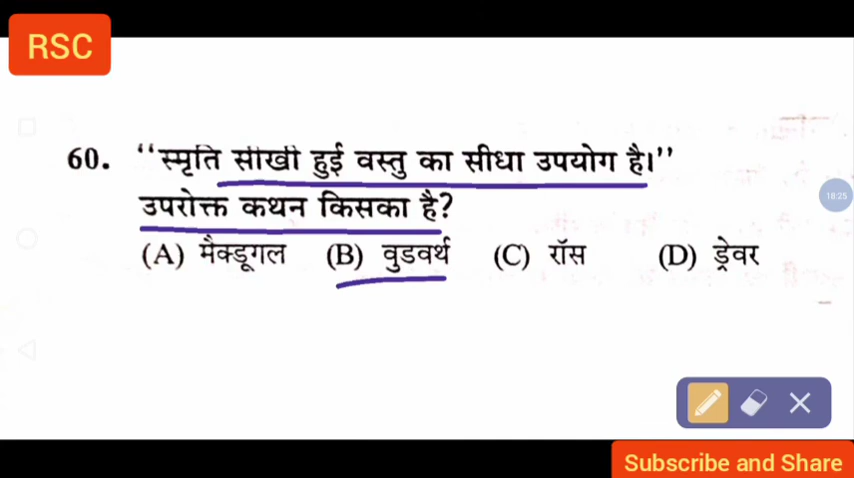 RSC
60. ‘‘स्मृति सीखी हुई वस्तु का सीधा उपयोग है।’’
उपरोक्त कथन किसका है?
(A) मैक्डूगल (B) वुडवर्थ (C) रॉस (D) ड्रेवर
18:25
Subscribe and Share